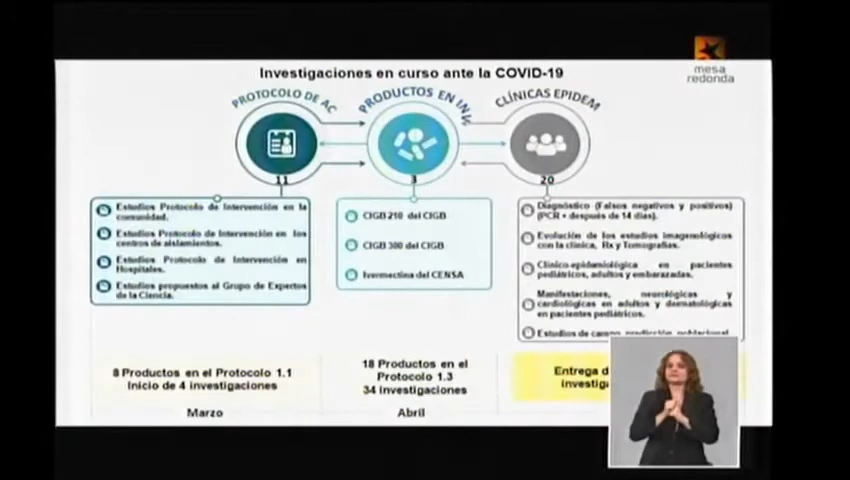 mesa
redonda
Investigaciones en curso ante la COVID-19
PROTOCOLO DE AC
PRODUCTOS EN INV
CLÍNICAS EPIDEM
11
3
20
Estudios Protocolo de Intervención en la
comunidad.
Estudios Protocolo de Intervención en los
centros de aislamientos.
Estudios Protocolo de Intervención en
Hospitales.
Estudios propuestos al Grupo de Expertos
de la Ciencia.
CIGB 210 del CIGB
CIGB 300 del CIGB
Ivermectina del CENSA
Diagnóstico (Falsos negativos y positivos)
(PCR + después de 14 días).
Evolución de los estudios imagenológicos
con la clínica, Rx y Tomografías.
Clínico-epidemiológica en pacientes
pediátricos, adultos y embarazadas.
Manifestaciones, neurológicas y
cardiológicas en adultos y dermatológicas
en pacientes pediátricos.
Estudios de campo, predicción poblacional
8 Productos en el Protocolo 1.1
Inicio de 4 investigaciones
18 Productos en el
Protocolo 1.3
34 investigaciones
Entrega d
investiga
Marzo
Abril